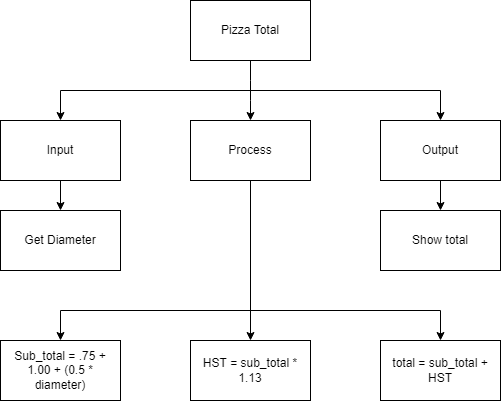 Pizza Total
Input
Process
Output
Get Diameter
Show total
Sub_total = .75 +
1.00 + (0.5 *
diameter)
HST = sub_total *
1.13
total = sub_total +
HST